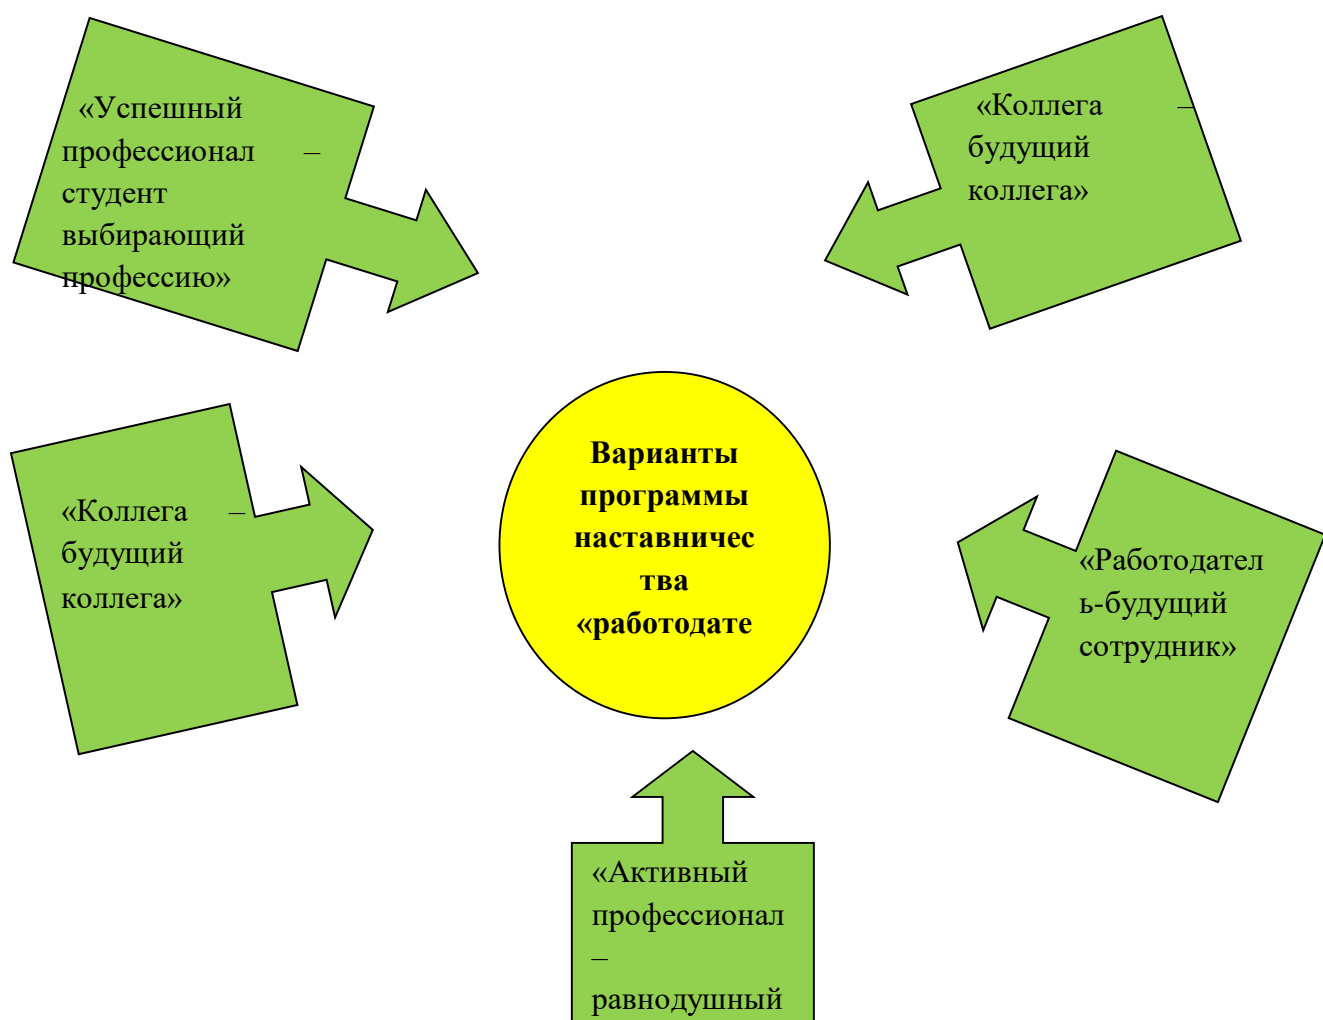 «Успешный
профессионал –
студент
выбирающий
профессию»
«Коллега –
будущий
коллега»
«Коллега –
будущий
коллега»
Варианты
программы
наставничес
тва
«работодате
«Работодател
ь-будущий
сотрудник»
«Активный
профессионал
–
равнодушный